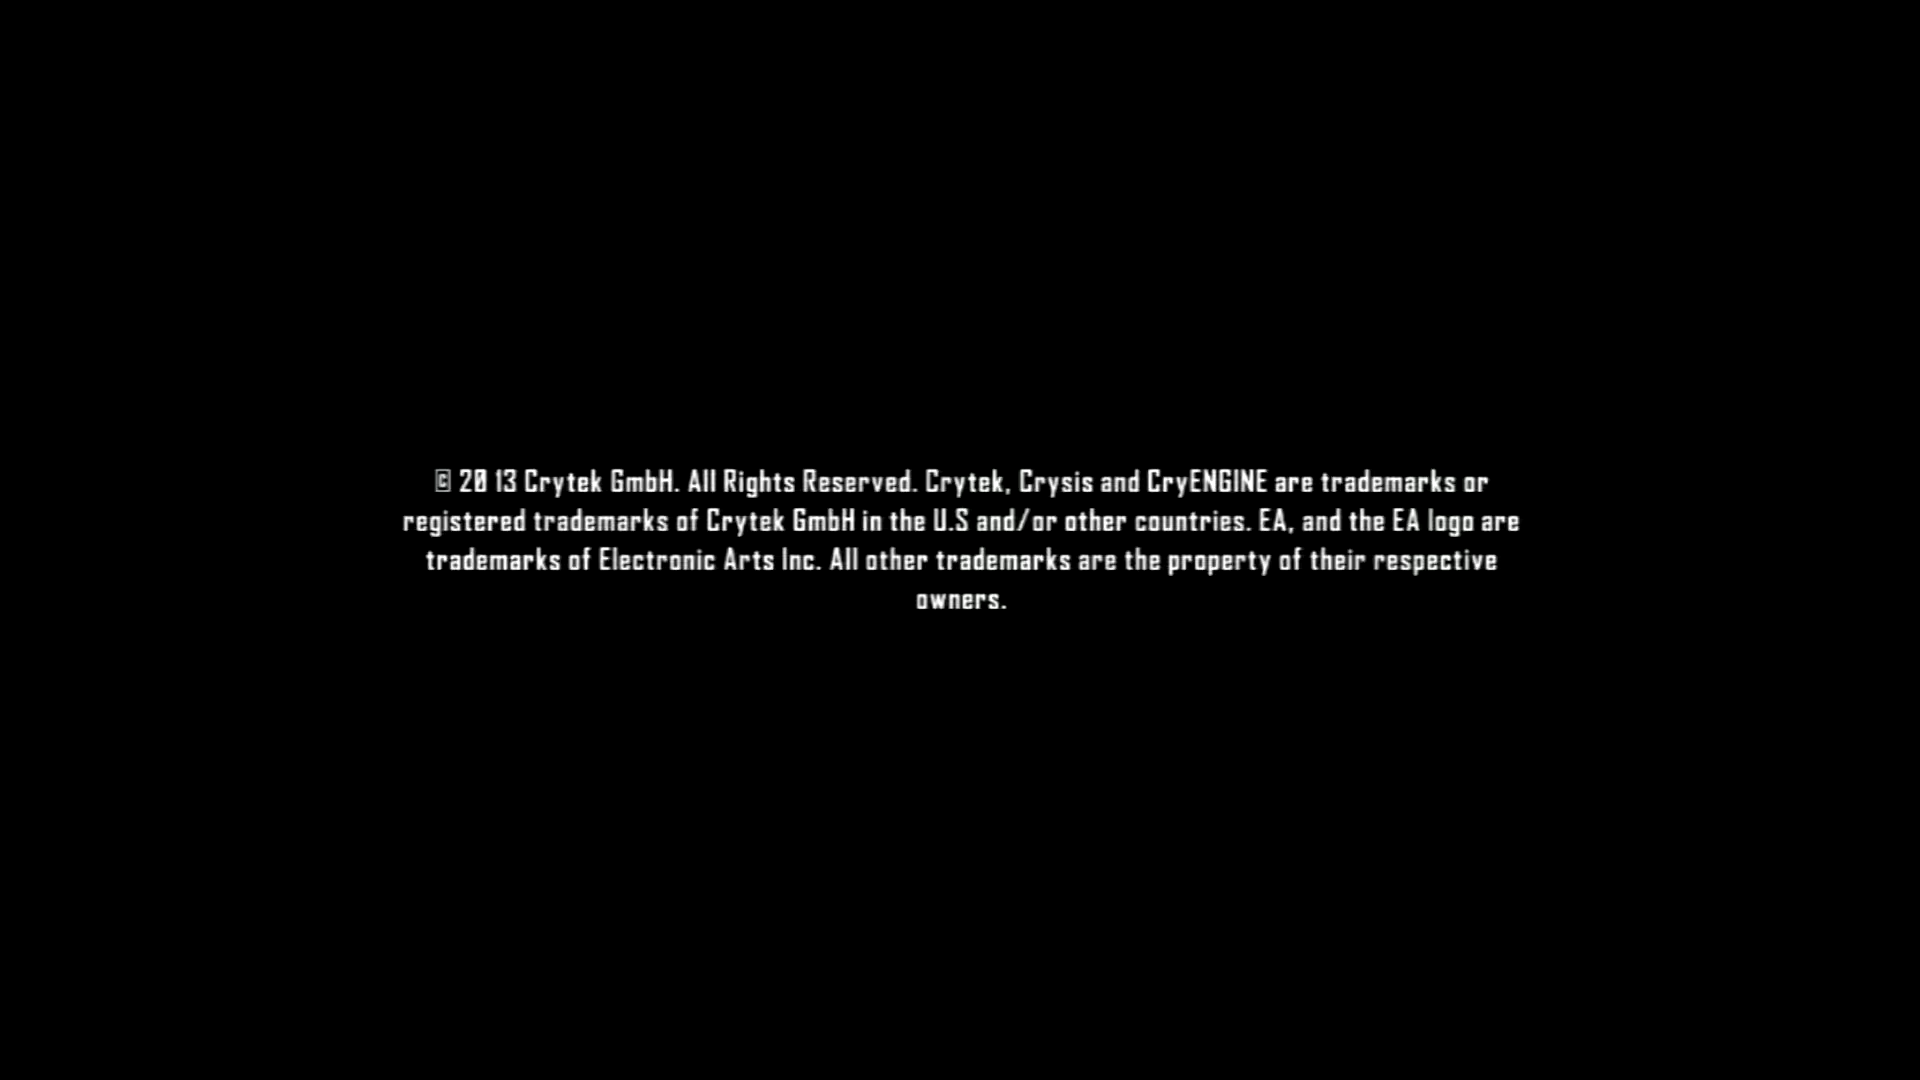 © 2013 Crytek GmbH. All Rights Reserved. Crytek, Crysis and CryENGINE are trademarks or
registered trademarks of Crytek GmbH in the U.S and/or other countries. EA, and the EA logo are
trademarks of Electronic Arts Inc. All other trademarks are the property of their respective
owners.